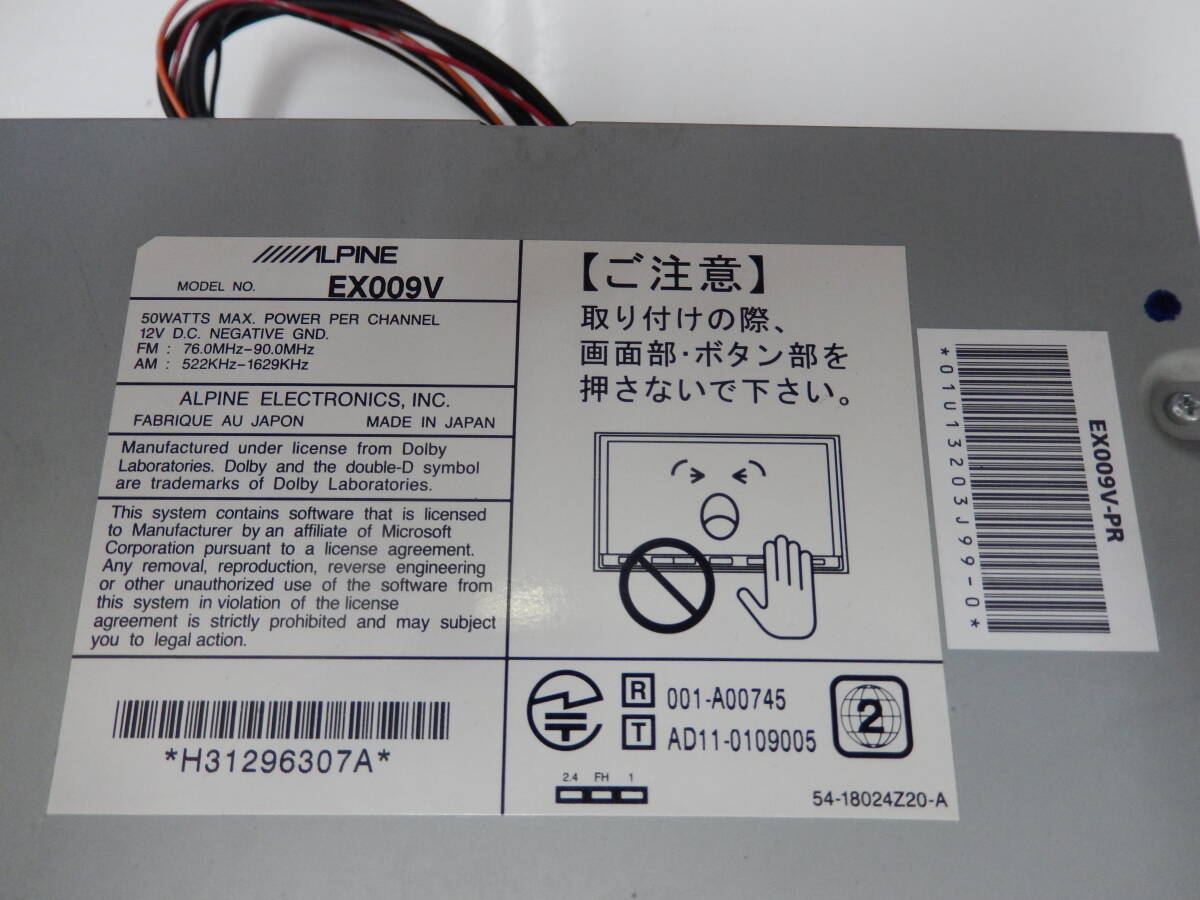 ALPINE
MODEL NO. EX009V
50WATTS MAX. POWER PER CHANNEL
12V D.C. NEGATIVE GND.
FM : 76.0MHz-90.0MHz
AM : 522KHz-1629KHz
ALPINE ELECTRONICS, INC.
FABRIQUE AU JAPON MADE IN JAPAN
Manufactured under license from Dolby
Laboratories. Dolby and the double-D symbol
are trademarks of Dolby Laboratories.
This system contains software that is licensed
to Manufacturer by an affiliate of Microsoft
Corporation pursuant to a license agreement.
Any removal, reproduction, reverse engineering
or other unauthorized use of the software from
this system in violation of the license
agreement is strictly prohibited and may subject
you to legal action.
*H31296307A*
【ご注意】
取り付けの際、
画面部・ボタン部を
押さないで下さい。
R 001-A00745
T AD11-0109005
2
2.4 FH 1
54-18024Z20-A
EX009V-PR
*01U13203J99-0*